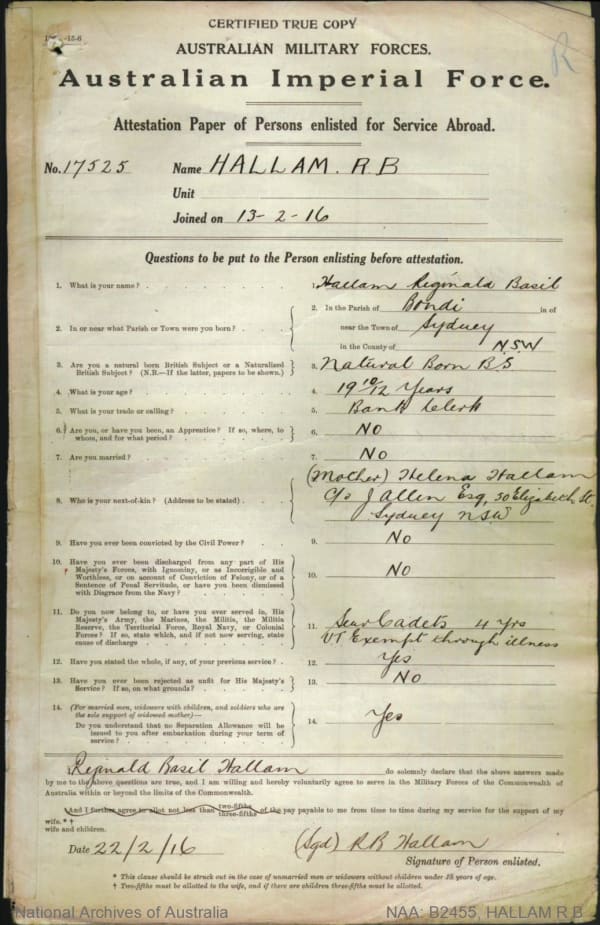 CERTIFIED TRUE COPY
AUSTRALIAN MILITARY FORCES.
Australian Imperial Force.
R
Attestation Paper of Persons enlisted for Service Abroad.
No. 17525 Name HALLAM. R B
Unit
Joined on 13-2-16
Questions to be put to the Person enlisting before attestation.
1. What is your name? 1. Hallam Reginald Basil
2. In or near what Parish or Town were you born? 2. In the Parish of Bondi in of
near the Town of Sydney
in the County of N.S.W
3. Are you a natural born British Subject or a Naturalized
British Subject? (N.B.—If the latter, papers to be shown.) 3. Natural Born B S
4. What is your age? 4. 19 10/12 Years
5. What is your trade or calling? 5. Bank Clerk
6. Are you, or have you been, an Apprentice? If so, where, to
whom, and for what period? 6. NO
7. Are you married? 7. NO
8. Who is your next-of-kin? (Address to be stated) (Mother) Helena Hallam
c/o J Allen Esq, 30 Elizabeth St.
Sydney NSW
9. Have you ever been convicted by the Civil Power? 9. No
10. Have you ever been discharged from any part of His
Majesty's Forces, with Ignominy, or as Incorrigible and
Worthless, or on account of Conviction of Felony, or of a
Sentence of Penal Servitude, or have you been dismissed
with Disgrace from the Navy? 10. NO
11. Do you now belong to, or have you ever served in, His
Majesty's Army, the Marines, the Militia, the Militia
Reserve, the Territorial Force, Royal Navy, or Colonial
Forces? If so, state which, and if not now serving, state
cause of discharge 11. Senr Cadets 4 Yrs
VT Exempt through illness
12. Have you stated the whole, if any, of your previous service? 12. Yes
13. Have you ever been rejected as unfit for His Majesty's
Service? If so, on what grounds? 13. NO
14. (For married men, widowers with children, and soldiers who are
the sole support of widowed mother)—
Do you understand that no Separation Allowance will be
issued to you after embarkation during your term of
service? 14. Yes
I, Reginald Basil Hallam do solemnly declare that the above answers made
by me to the above questions are true, and I am willing and hereby voluntarily agree to serve in the Military Forces of the Commonwealth of
Australia within or beyond the limits of the Commonwealth.
And I further agree to allot not less than two-fifths three-fifths of the pay payable to me from time to time during my service for the support of my
wife.* †
wife and children.
Date 22/2/16 (Sgd) R B Hallam
Signature of Person enlisted.
* This clause should be struck out in the case of unmarried men or widowers without children under 18 years of age.
† Two-fifths must be allotted to the wife, and if there are children three-fifths must be allotted.
National Archives of Australia NAA: B2455, HALLAM R B